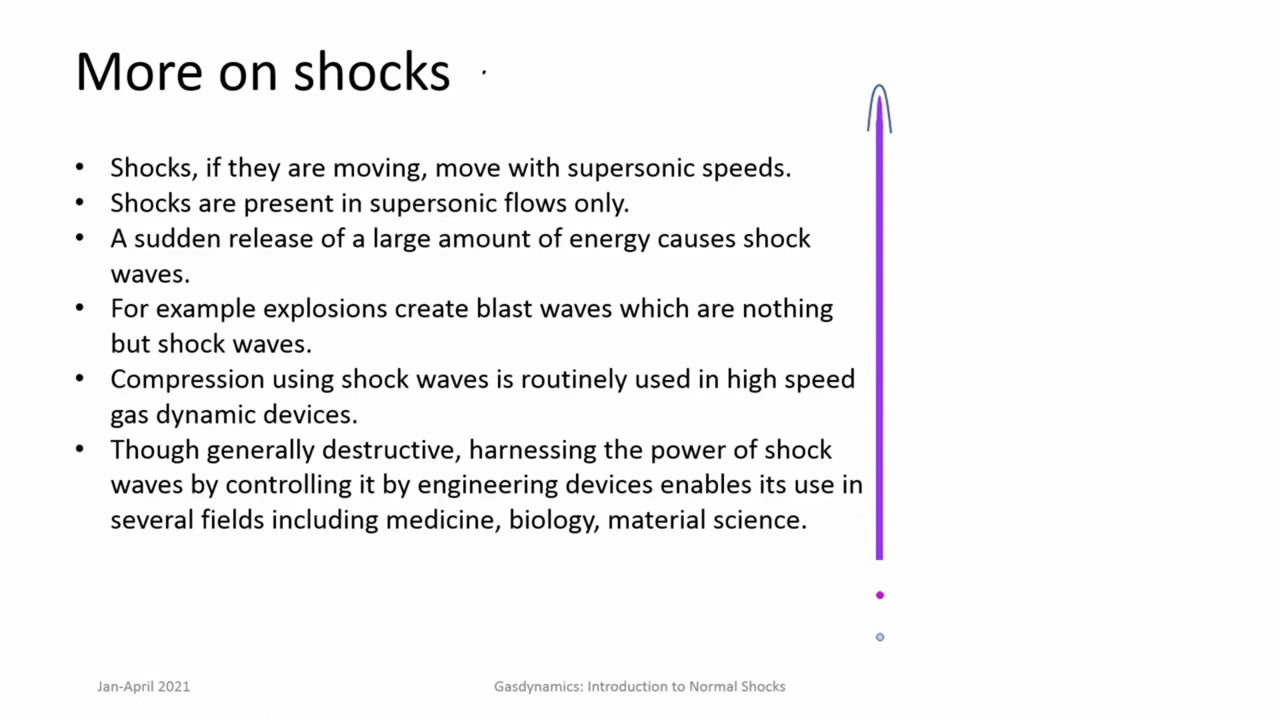 More on shocks
• Shocks, if they are moving, move with supersonic speeds.
• Shocks are present in supersonic flows only.
• A sudden release of a large amount of energy causes shock
waves.
• For example explosions create blast waves which are nothing
but shock waves.
• Compression using shock waves is routinely used in high speed
gas dynamic devices.
• Though generally destructive, harnessing the power of shock
waves by controlling it by engineering devices enables its use in
several fields including medicine, biology, material science.
Jan-April 2021
Gasdynamics: Introduction to Normal Shocks